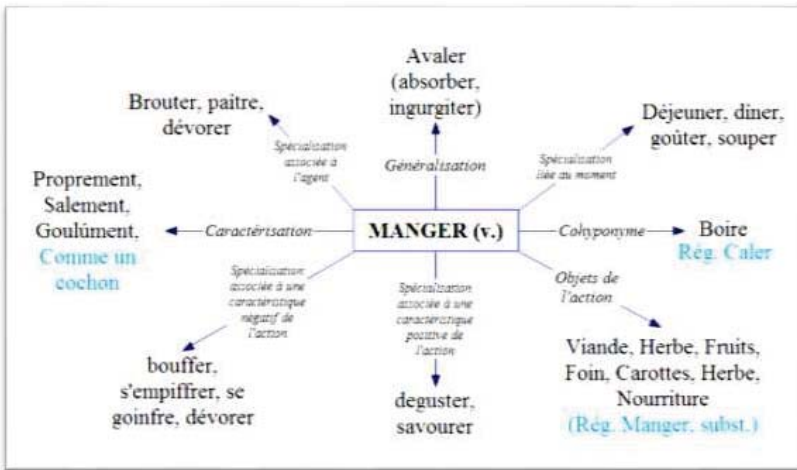 Avaler
(absorber,
ingurgiter)
Brouter, paitre,
dévorer
Déjeuner, diner,
goûter, souper
Spécialisation
associée à
l'agent
Généralisation
Spécialisation
liée au moment
Proprement,
Salement,
Goulûment,
Comme un
cochon
Caractérisation
MANGER (v.)
Cohyponyme
Boire
Rég. Caler
Spécialisation
associée à une
caractéristique
négatif de
l'action
Spécialisation
associée à une
caractéristique
positive de
l'action
Objets de
l'action
bouffer,
s'empiffrer, se
goinfre, dévorer
deguster,
savourer
Viande, Herbe, Fruits,
Foin, Carottes, Herbe,
Nourriture
(Rég. Manger, subst.)